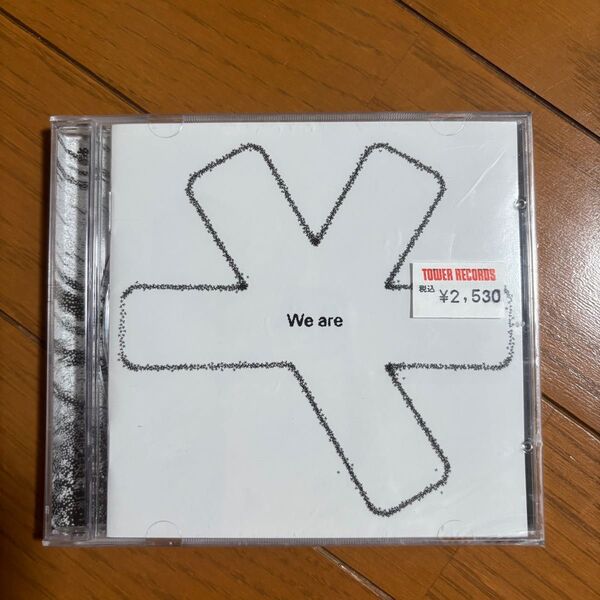 TOWER RECORDS
税込 ¥2,530
We are